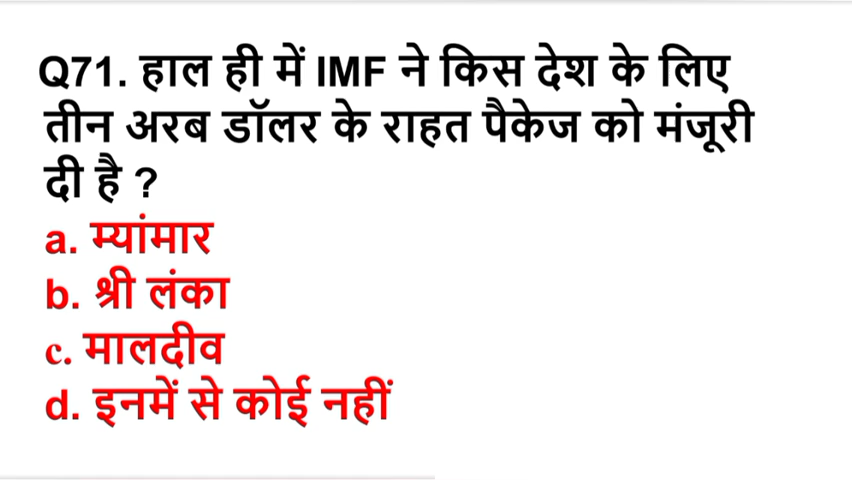 Q71. हाल ही में IMF ने किस देश के लिए
तीन अरब डॉलर के राहत पैकेज को मंजूरी
दी है ?
a. म्यांमार
b. श्री लंका
c. मालदीव
d. इनमें से कोई नहीं